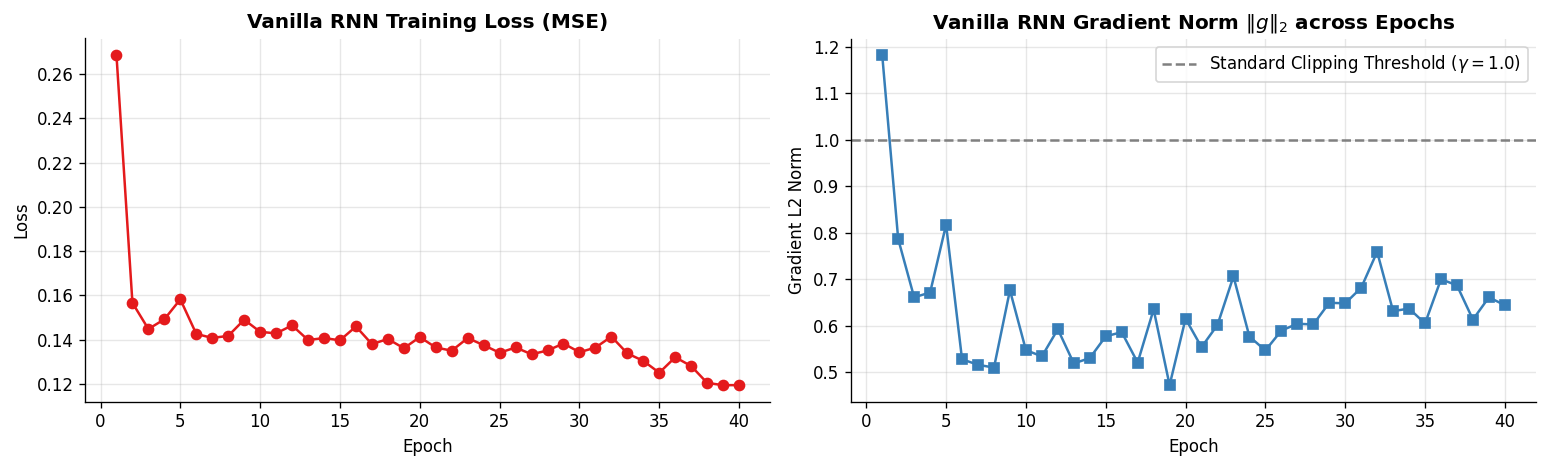 Vanilla RNN Training Loss (MSE)
Loss
0.26
0.24
0.22
0.20
0.18
0.16
0.14
0.12
0 5 10 15 20 25 30 35 40
Epoch
Vanilla RNN Gradient Norm ‖g‖₂ across Epochs
Standard Clipping Threshold (γ = 1.0)
Gradient L2 Norm
1.2
1.1
1.0
0.9
0.8
0.7
0.6
0.5
0 5 10 15 20 25 30 35 40
Epoch